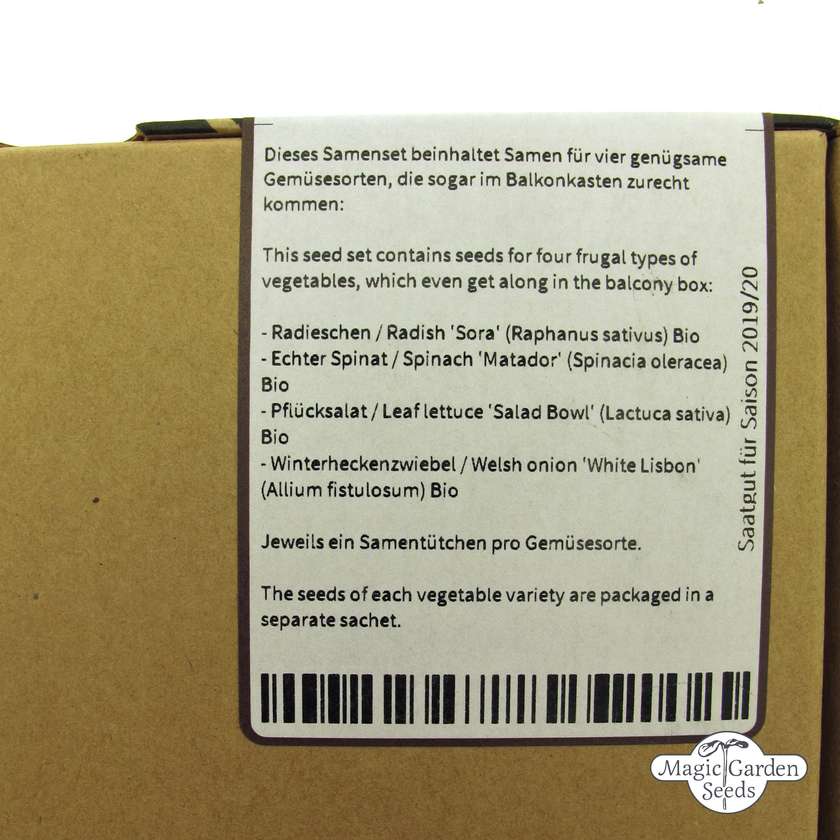 Dieses Samenset beinhaltet Samen für vier genügsame
Gemüsesorten, die sogar im Balkonkasten zurecht
kommen:
This seed set contains seeds for four frugal types of
vegetables, which even get along in the balcony box:
- Radieschen / Radish 'Sora' (Raphanus sativus) Bio
- Echter Spinat / Spinach 'Matador' (Spinacia oleracea)
Bio
- Pflücksalat / Leaf lettuce 'Salad Bowl' (Lactuca sativa)
Bio
- Winterheckenzwiebel / Welsh onion 'White Lisbon'
(Allium fistulosum) Bio
Jeweils ein Samentütchen pro Gemüsesorte.
The seeds of each vegetable variety are packaged in a
separate sachet.
Saatgut für Saison 2019/20
Magic Garden
Seeds